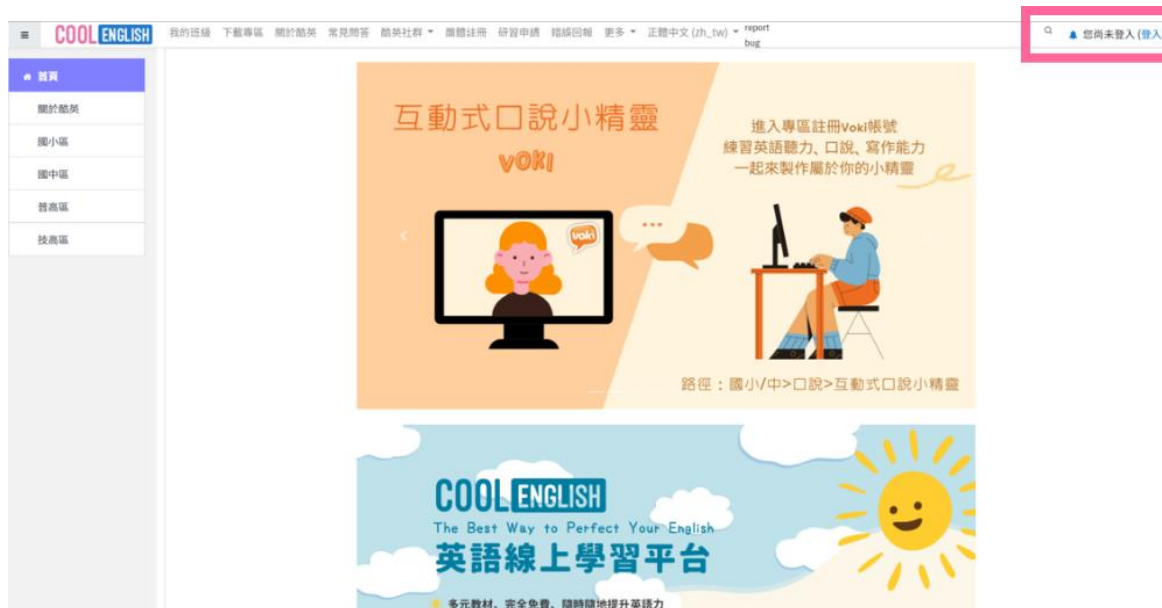 COOL ENGLISH 我的班級 下載專區 關於酷英 常見問答 酷英社群 團體註冊 研習申請 錯誤回報 更多 正體中文 (zh_tw) report bug
您尚未登入 (登入
首頁
關於酷英
國小區
國中區
普高區
技高區
互動式口說小精靈
VOKI
進入專區註冊Voki帳號
練習英語聽力、口說、寫作能力
一起來製作屬於你的小精靈
voki
路徑：國小/中>口說>互動式口說小精靈
COOL ENGLISH
The Best Way to Perfect Your English
英語線上學習平台
多元教材、完全免費、隨時隨地提升英語力